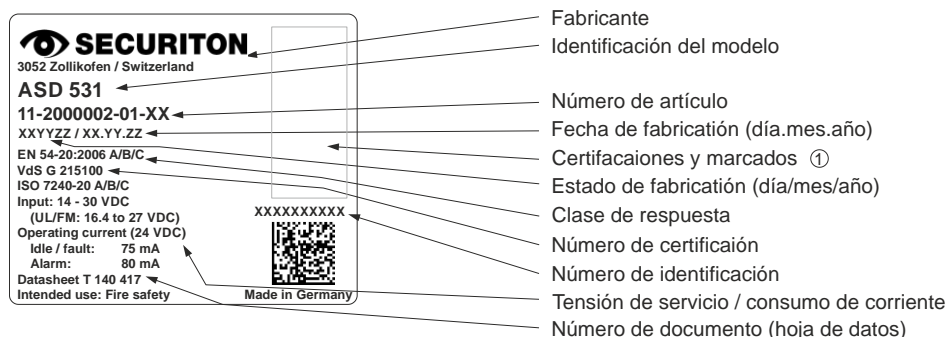 SECURITON
3052 Zollikofen / Switzerland
ASD 531
11-2000002-01-XX
XXYYZZ / XX.YY.ZZ
EN 54-20:2006 A/B/C
VdS G 215100
ISO 7240-20 A/B/C
Input: 14 - 30 VDC
(UL/FM: 16.4 to 27 VDC)
Operating current (24 VDC)
Idle / fault: 75 mA
Alarm: 80 mA
Datasheet T 140 417
Intended use: Fire safety
XXXXXXXXXX
Made in Germany
Fabricante
Identificación del modelo
Número de artículo
Fecha de fabricatión (día.mes.año)
Certifacaiones y marcados ①
Estado de fabricatión (día/mes/año)
Clase de respuesta
Número de certificaión
Número de identificación
Tensión de servicio / consumo de corriente
Número de documento (hoja de datos)